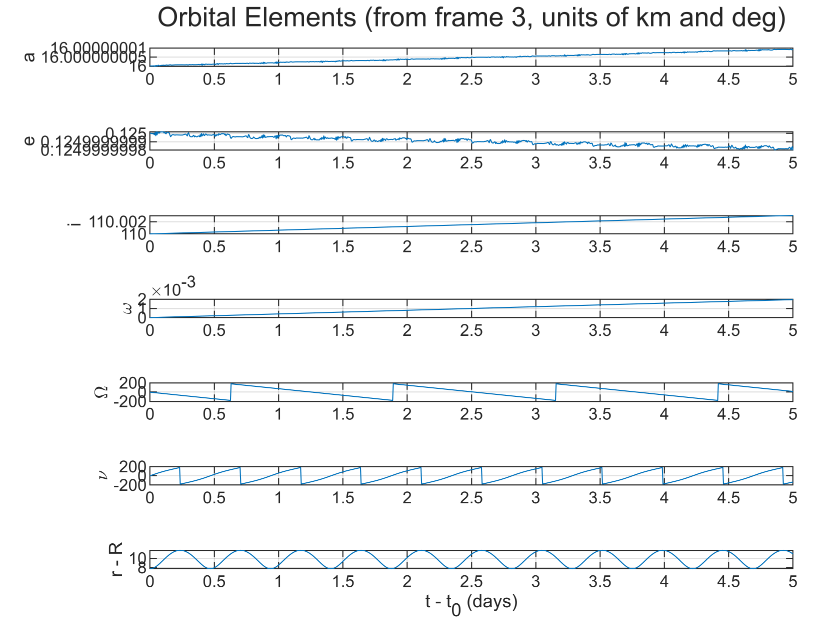 Orbital Elements (from frame 3, units of km and deg)
16.00000001
a 16.000000005
16
0 0.5 1 1.5 2 2.5 3 3.5 4 4.5 5
0.125
e 0.1249999999
0.1249999998
0 0.5 1 1.5 2 2.5 3 3.5 4 4.5 5
i 110.002
110
0 0.5 1 1.5 2 2.5 3 3.5 4 4.5 5
×10-3
2
ω 1
0
0 0.5 1 1.5 2 2.5 3 3.5 4 4.5 5
200
Ω 0
-200
0 0.5 1 1.5 2 2.5 3 3.5 4 4.5 5
200
ν 0
-200
0 0.5 1 1.5 2 2.5 3 3.5 4 4.5 5
r - R 10
8
0 0.5 1 1.5 2 2.5 3 3.5 4 4.5 5
t - t0 (days)